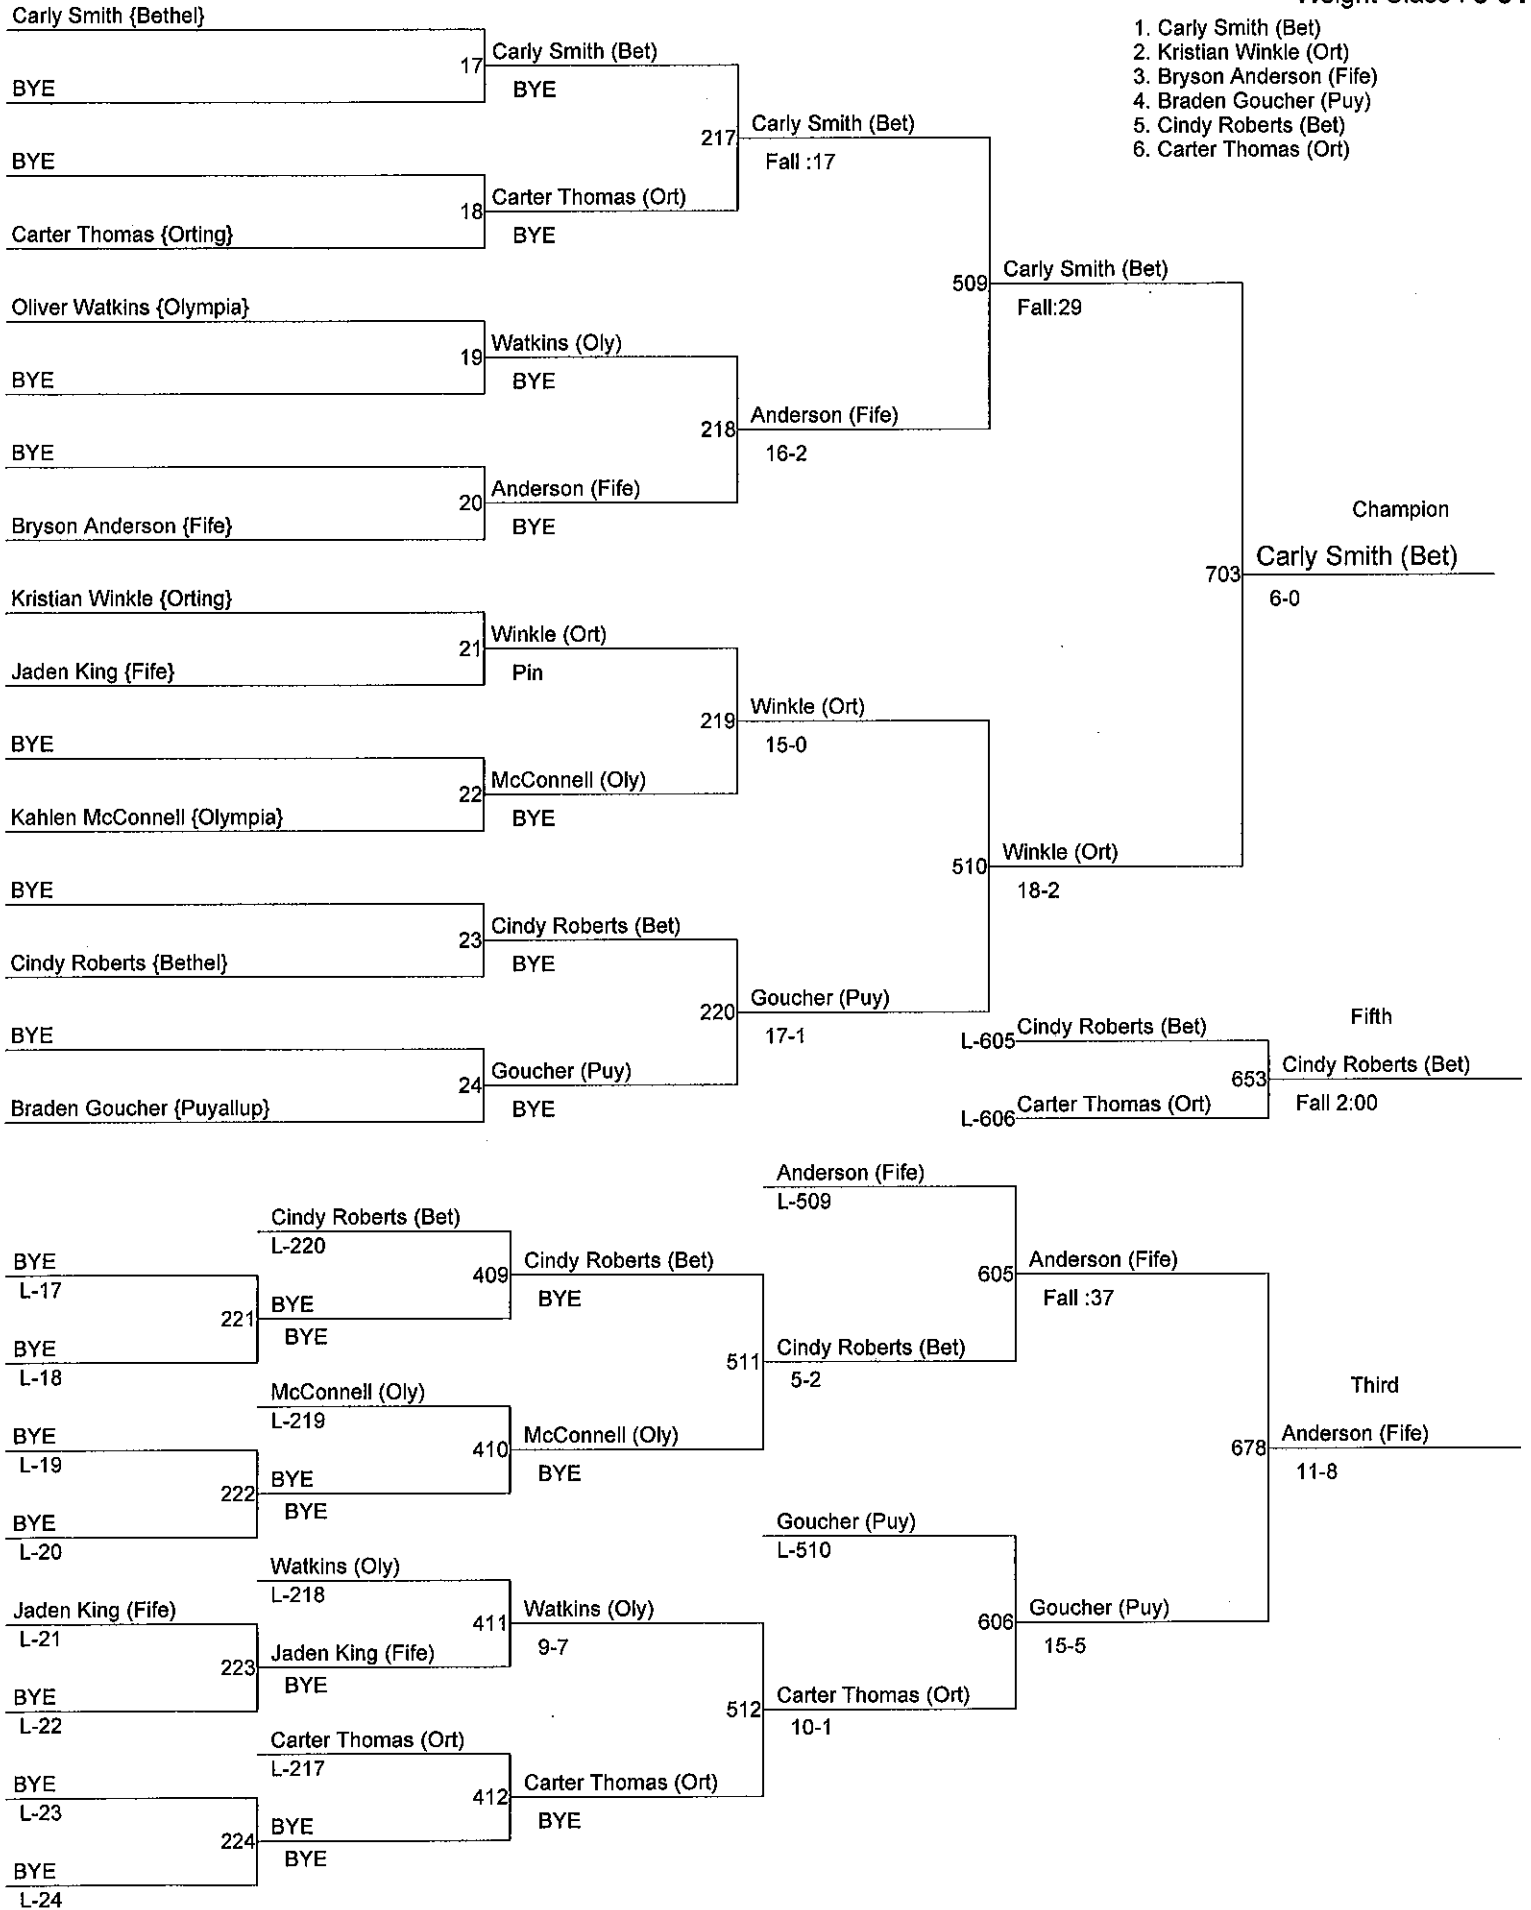 Carly Smith {Bethel}
1. Carly Smith (Bet)
2. Kristian Winkle (Ort)
3. Bryson Anderson (Fife)
4. Braden Goucher (Puy)
5. Cindy Roberts (Bet)
6. Carter Thomas (Ort)
17 Carly Smith (Bet)
BYE
BYE
217 Carly Smith (Bet)
Fall :17
BYE
18 Carter Thomas (Ort)
BYE
Carter Thomas {Orting}
509 Carly Smith (Bet)
Fall:29
Oliver Watkins {Olympia}
19 Watkins (Oly)
BYE
BYE
218 Anderson (Fife)
16-2
BYE
20 Anderson (Fife)
BYE
Bryson Anderson {Fife}
Champion
703 Carly Smith (Bet)
6-0
Kristian Winkle {Orting}
21 Winkle (Ort)
Pin
Jaden King {Fife}
219 Winkle (Ort)
15-0
BYE
22 McConnell (Oly)
BYE
Kahlen McConnell {Olympia}
510 Winkle (Ort)
18-2
BYE
23 Cindy Roberts (Bet)
BYE
Cindy Roberts {Bethel}
220 Goucher (Puy)
17-1
BYE
24 Goucher (Puy)
BYE
Braden Goucher {Puyallup}
Fifth
L-605 Cindy Roberts (Bet)
653 Cindy Roberts (Bet)
Fall 2:00
L-606 Carter Thomas (Ort)
Anderson (Fife)
L-509
Cindy Roberts (Bet)
L-220
BYE
L-17
409 Cindy Roberts (Bet)
BYE
605 Anderson (Fife)
Fall :37
221 BYE
BYE
BYE
L-18
511 Cindy Roberts (Bet)
5-2
McConnell (Oly)
L-219
Third
BYE
L-19
410 McConnell (Oly)
BYE
678 Anderson (Fife)
11-8
222 BYE
BYE
BYE
L-20
Goucher (Puy)
L-510
Watkins (Oly)
L-218
Jaden King (Fife)
L-21
411 Watkins (Oly)
9-7
606 Goucher (Puy)
15-5
223 Jaden King (Fife)
BYE
BYE
L-22
512 Carter Thomas (Ort)
10-1
Carter Thomas (Ort)
L-217
BYE
L-23
412 Carter Thomas (Ort)
BYE
224 BYE
BYE
BYE
L-24